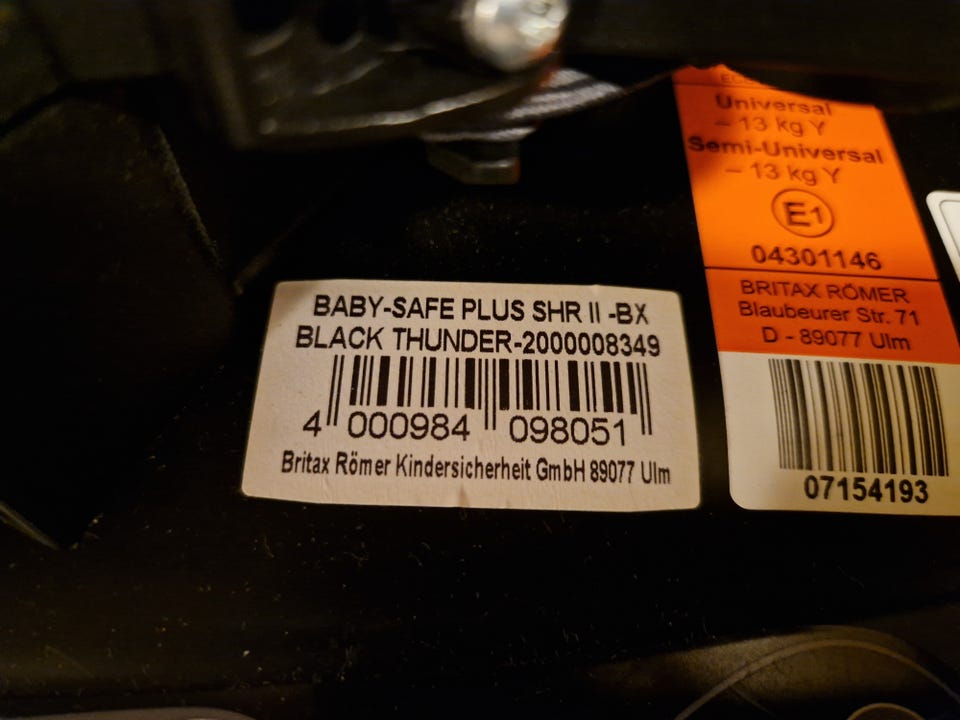 BABY-SAFE PLUS SHR II -BX
BLACK THUNDER-2000008349
4 000984 098051
Britax Römer Kindersicherheit GmbH 89077 Ulm
Universal
– 13 kg Y
Semi-Universal
– 13 kg Y
E1
04301146
BRITAX RÖMER
Blaubeurer Str. 71
D - 89077 Ulm
07154193